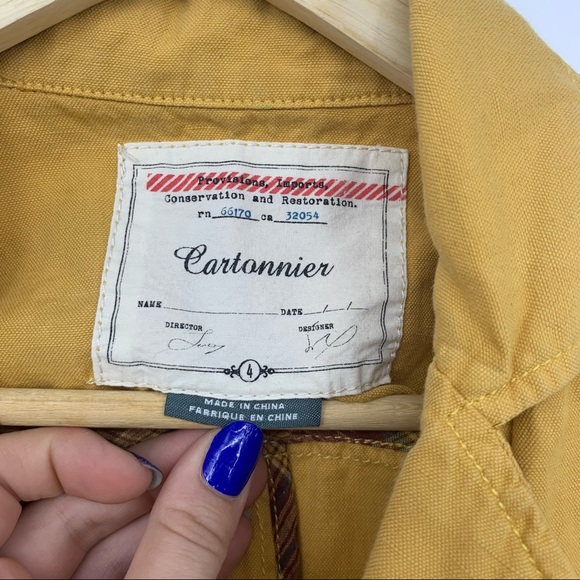 Provisions, Imports,
Conservation and Restoration.
rn 66170 ca 32054
Cartonnier
NAME DATE / /
DIRECTOR DESIGNER
4
MADE IN CHINA
FABRIQUE EN CHINE